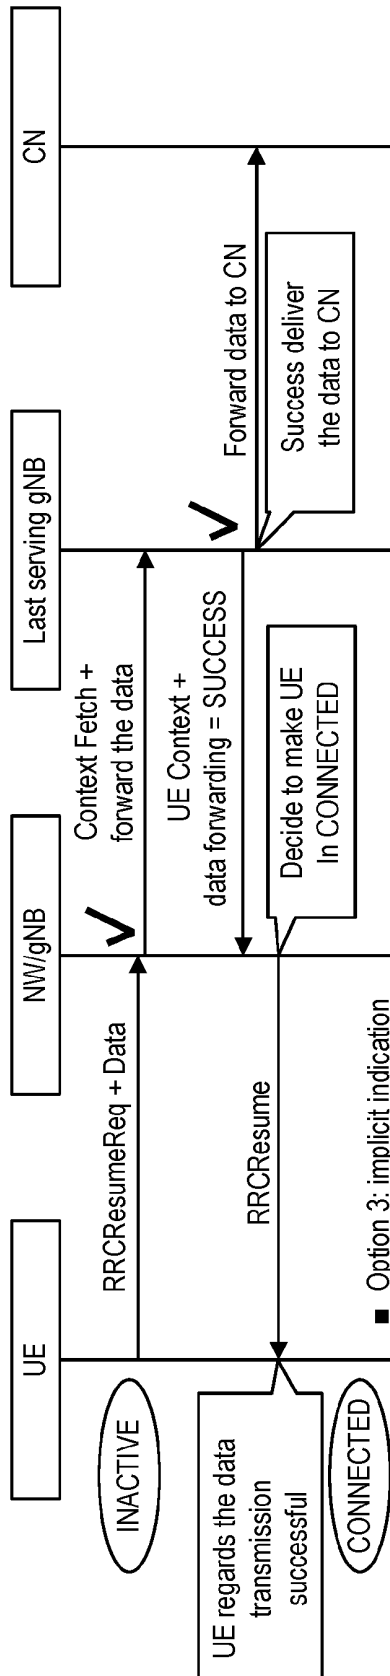 UE
NW/gNB
Last serving gNB
CN
INACTIVE
RRCResumeReq + Data
Context Fetch +
forward the data
UE Context +
data forwarding = SUCCESS
Forward data to CN
Success deliver
the data to CN
Decide to make UE
In CONNECTED
RRCResume
UE regards the data
transmission
successful
CONNECTED
■ Option 3: implicit indication